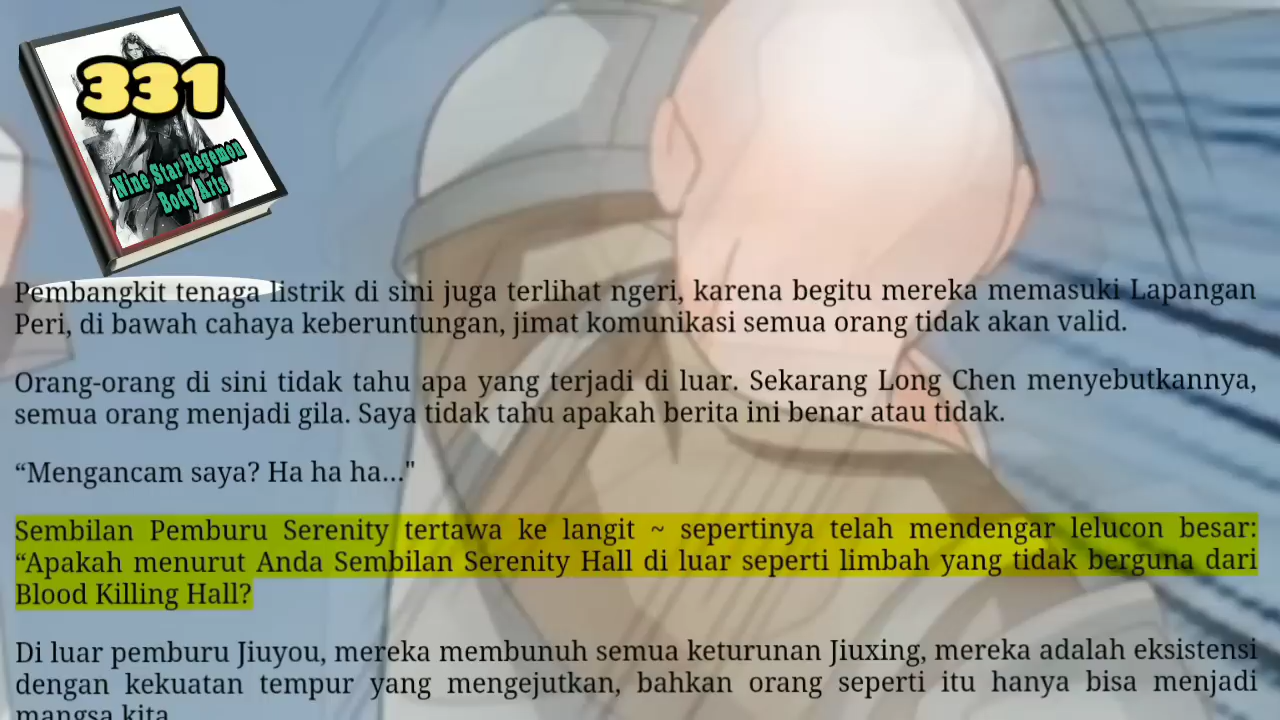 331
Nine Star Hegemon
Body Arts
Pembangkit tenaga listrik di sini juga terlihat ngeri, karena begitu mereka memasuki Lapangan
Peri, di bawah cahaya keberuntungan, jimat komunikasi semua orang tidak akan valid.
Orang-orang di sini tidak tahu apa yang terjadi di luar. Sekarang Long Chen menyebutkannya,
semua orang menjadi gila. Saya tidak tahu apakah berita ini benar atau tidak.
“Mengancam saya? Ha ha ha..."
Sembilan Pemburu Serenity tertawa ke langit ~ sepertinya telah mendengar lelucon besar:
“Apakah menurut Anda Sembilan Serenity Hall di luar seperti limbah yang tidak berguna dari
Blood Killing Hall?
Di luar pemburu Jiuyou, mereka membunuh semua keturunan Jiuxing, mereka adalah eksistensi
dengan kekuatan tempur yang mengejutkan, bahkan orang seperti itu hanya bisa menjadi
mangsa kita